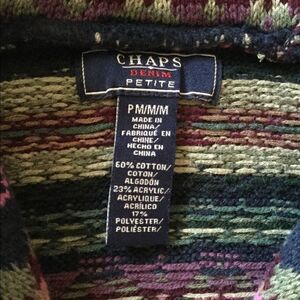 CHAPS
DENIM
PETITE
P M/M/M
MADE IN
CHINA/
FABRIQUÉ EN
CHINE/
HECHO EN
CHINA
60% COTTON/
COTON/
ALGODÓN
23% ACRYLIC/
ACRYLIQUE/
ACRÍLICO
17%
POLYESTER/
POLIÉSTER/